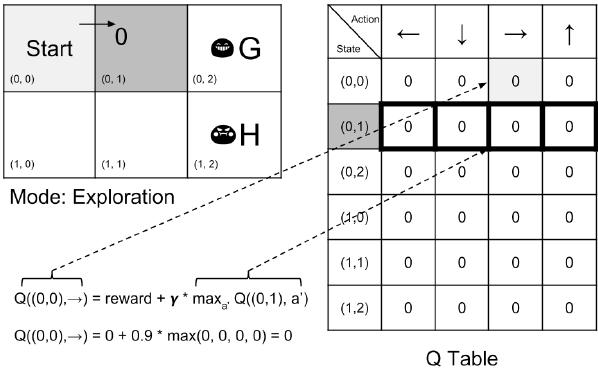 Start
0
G
(0, 0)
(0, 1)
(0, 2)
H
(1, 0)
(1, 1)
(1, 2)
Mode: Exploration
Q((0,0),→) = reward + γ * maxₐ' Q((0,1), a')
Q((0,0),→) = 0 + 0.9 * max(0, 0, 0, 0) = 0
Action
State
← ↓ → ↑
(0,0) 0 0 0 0
(0,1) 0 0 0 0
(0,2) 0 0 0 0
(1,0) 0 0 0 0
(1,1) 0 0 0 0
(1,2) 0 0 0 0
Q Table